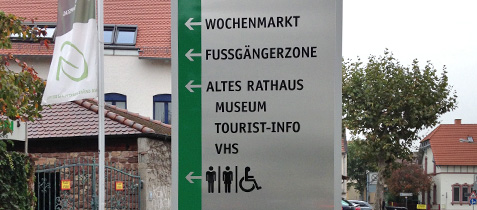 WOCHENMARKT
FUSSGÄNGERZONE
ALTES RATHAUS
MUSEUM
TOURIST-INFO
VHS